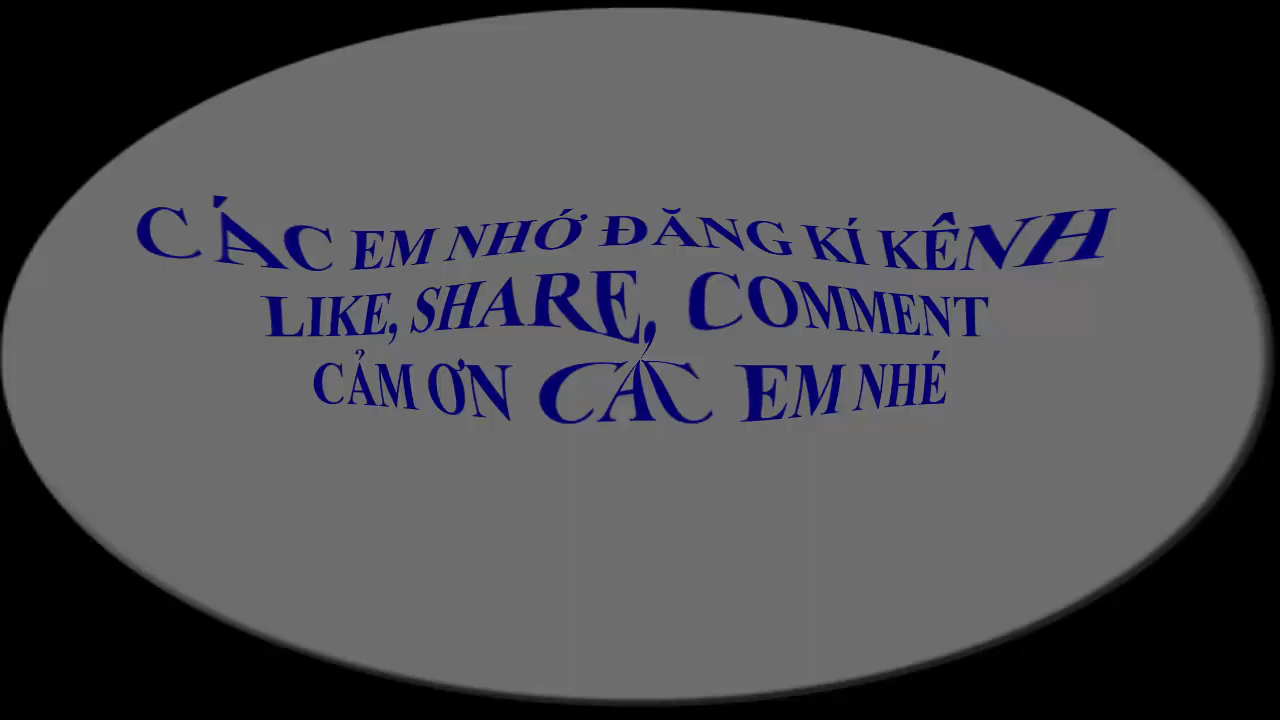 CÁC EM NHỚ ĐĂNG KÍ KÊNH
LIKE, SHARE, COMMENT
CẢM ƠN CÁC EM NHÉ